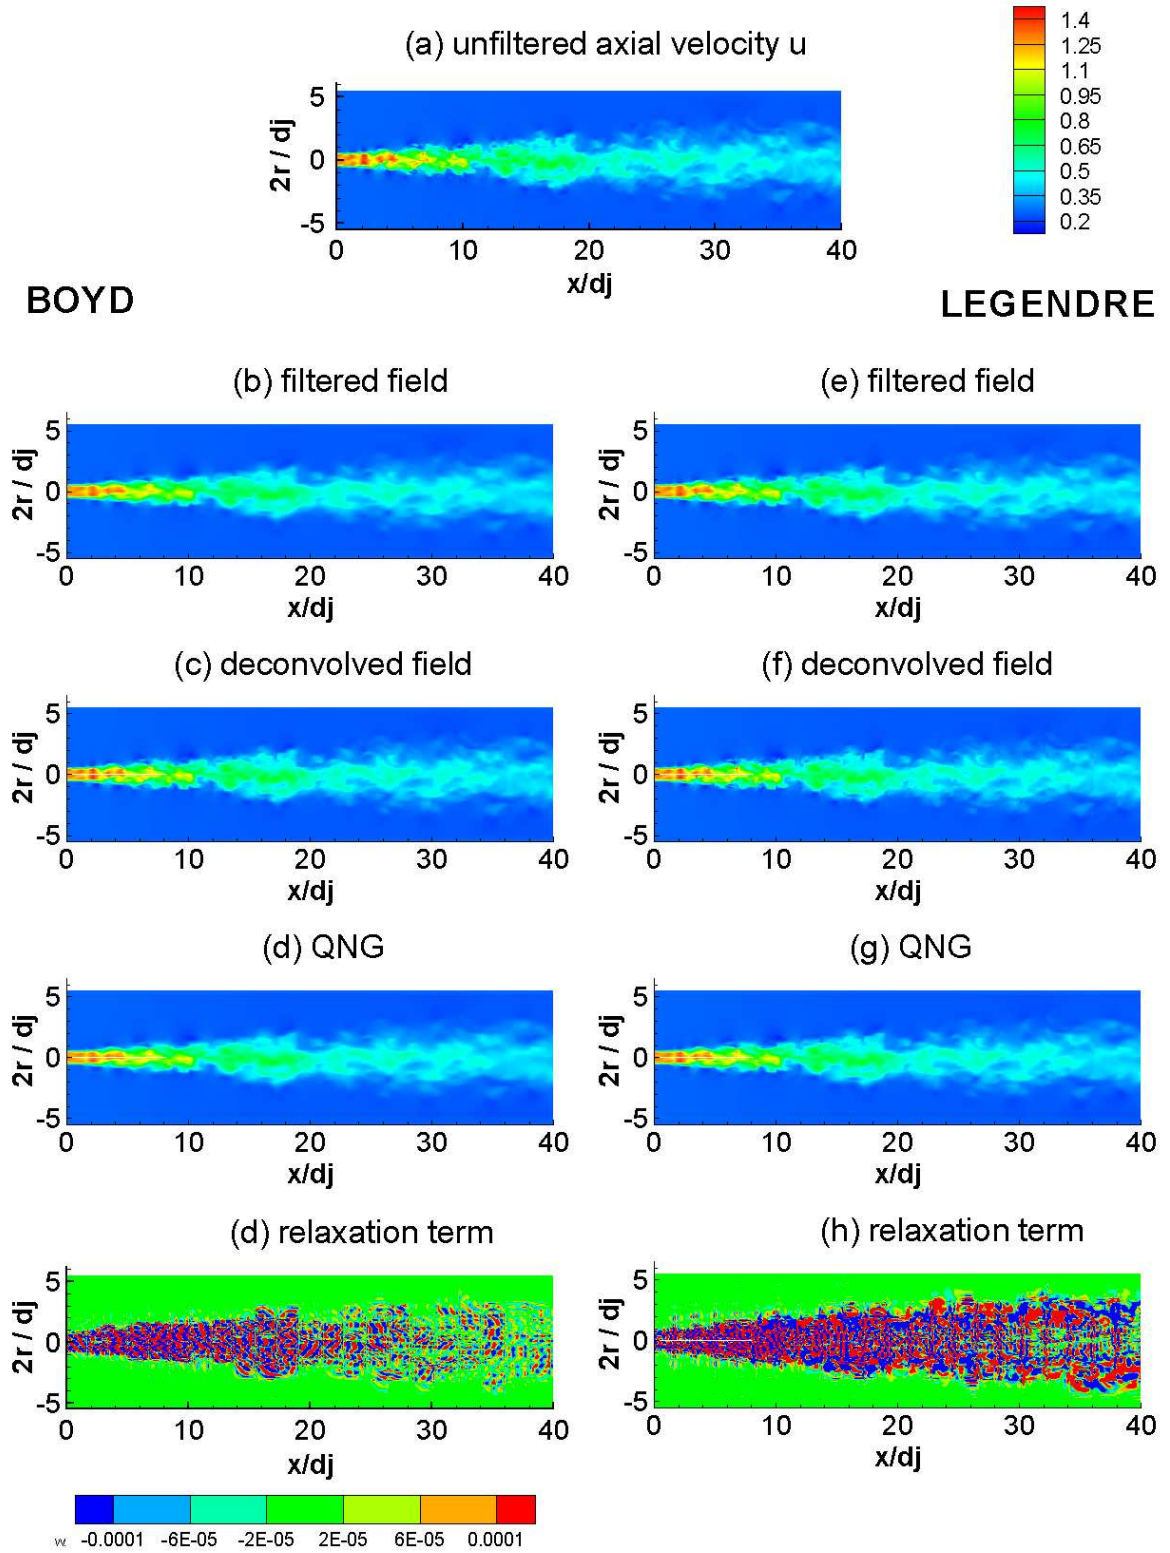 (a) unfiltered axial velocity u
1.4
1.25
1.1
0.95
0.8
0.65
0.5
0.35
0.2
5
0
-5
2r / dj
0 10 20 30 40
x/dj
BOYD
LEGENDRE
(b) filtered field
5
0
-5
2r / dj
0 10 20 30 40
x/dj
(e) filtered field
5
0
-5
2r / dj
0 10 20 30 40
x/dj
(c) deconvolved field
5
0
-5
2r / dj
0 10 20 30 40
x/dj
(f) deconvolved field
5
0
-5
2r / dj
0 10 20 30 40
x/dj
(d) QNG
5
0
-5
2r / dj
0 10 20 30 40
x/dj
(g) QNG
5
0
-5
2r / dj
0 10 20 30 40
x/dj
(d) relaxation term
5
0
-5
2r / dj
0 10 20 30 40
x/dj
(h) relaxation term
5
0
-5
2r / dj
0 10 20 30 40
x/dj
-0.0001 -6E-05 -2E-05 2E-05 6E-05 0.0001